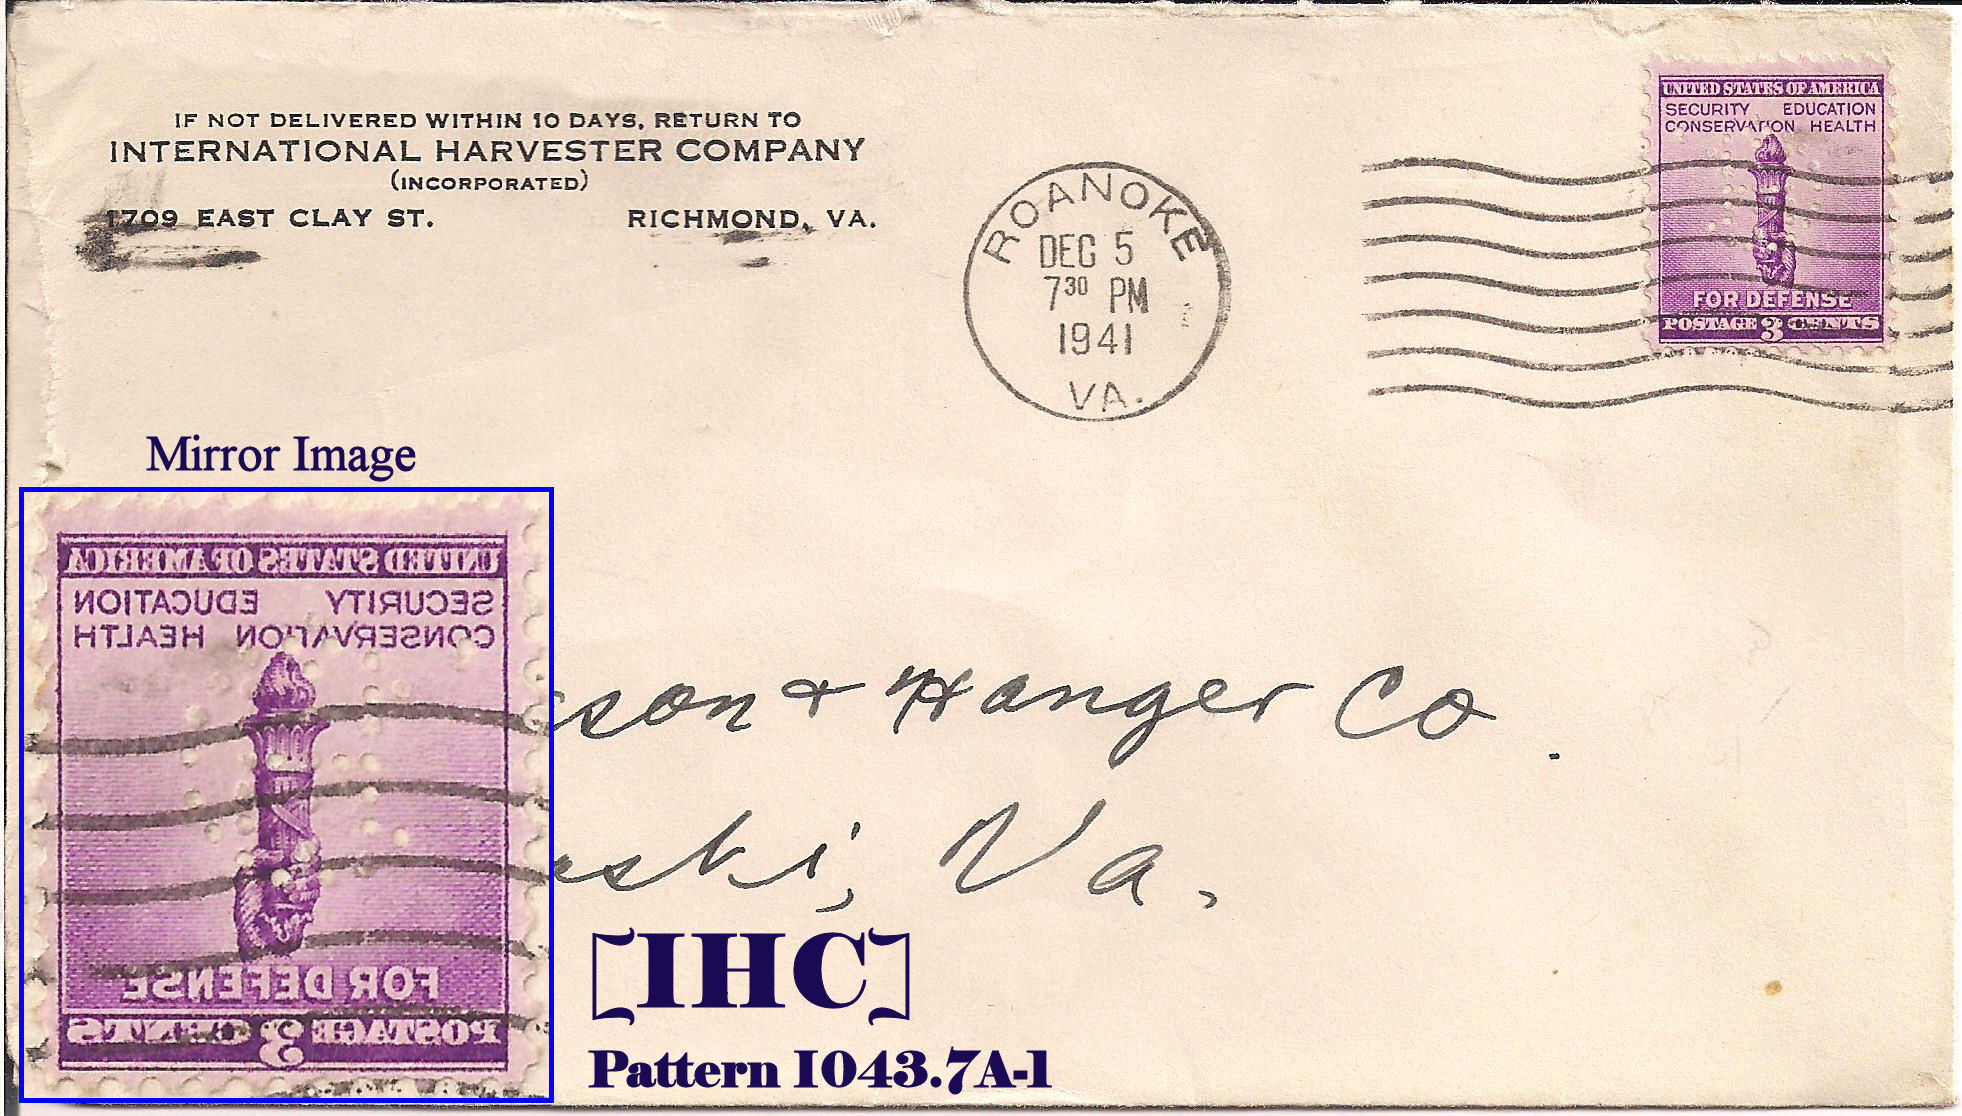 IF NOT DELIVERED WITHIN 10 DAYS, RETURN TO
INTERNATIONAL HARVESTER COMPANY
(INCORPORATED)
1709 EAST CLAY ST. RICHMOND, VA.
ROANOKE
DEC 5
7 30 PM
1941
VA.
UNITED STATES OF AMERICA
SECURITY EDUCATION
CONSERVATION HEALTH
FOR DEFENSE
POSTAGE 3 CENTS
Mirror Image
UNITED STATES OF AMERICA
SECURITY EDUCATION
CONSERVATION HEALTH
FOR DEFENSE
POSTAGE 3 CENTS
sson & Hanger Co.
aski, Va.
[IHC]
Pattern I043.7A-1